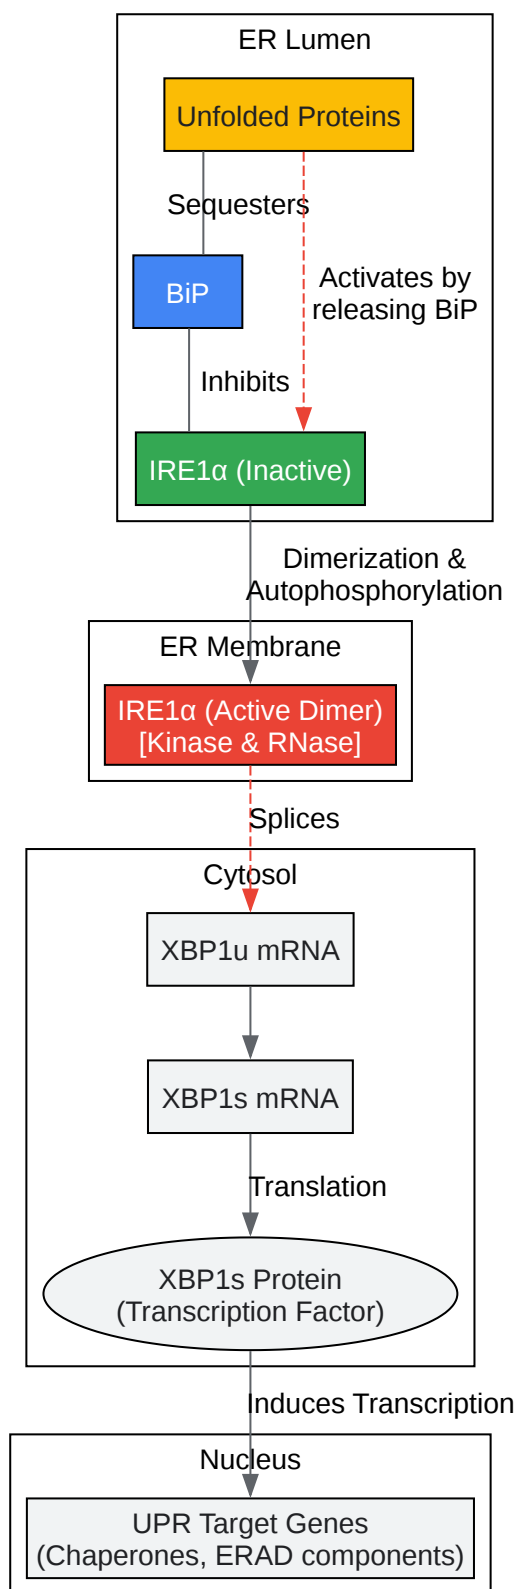 ER Lumen
Unfolded Proteins
Sequesters
Activates by
releasing BiP
BiP
Inhibits
IRE1α (Inactive)
Dimerization &
Autophosphorylation
ER Membrane
IRE1α (Active Dimer)
[Kinase & RNase]
Splices
Cytosol
XBP1u mRNA
XBP1s mRNA
Translation
XBP1s Protein
(Transcription Factor)
Induces Transcription
Nucleus
UPR Target Genes
(Chaperones, ERAD components)